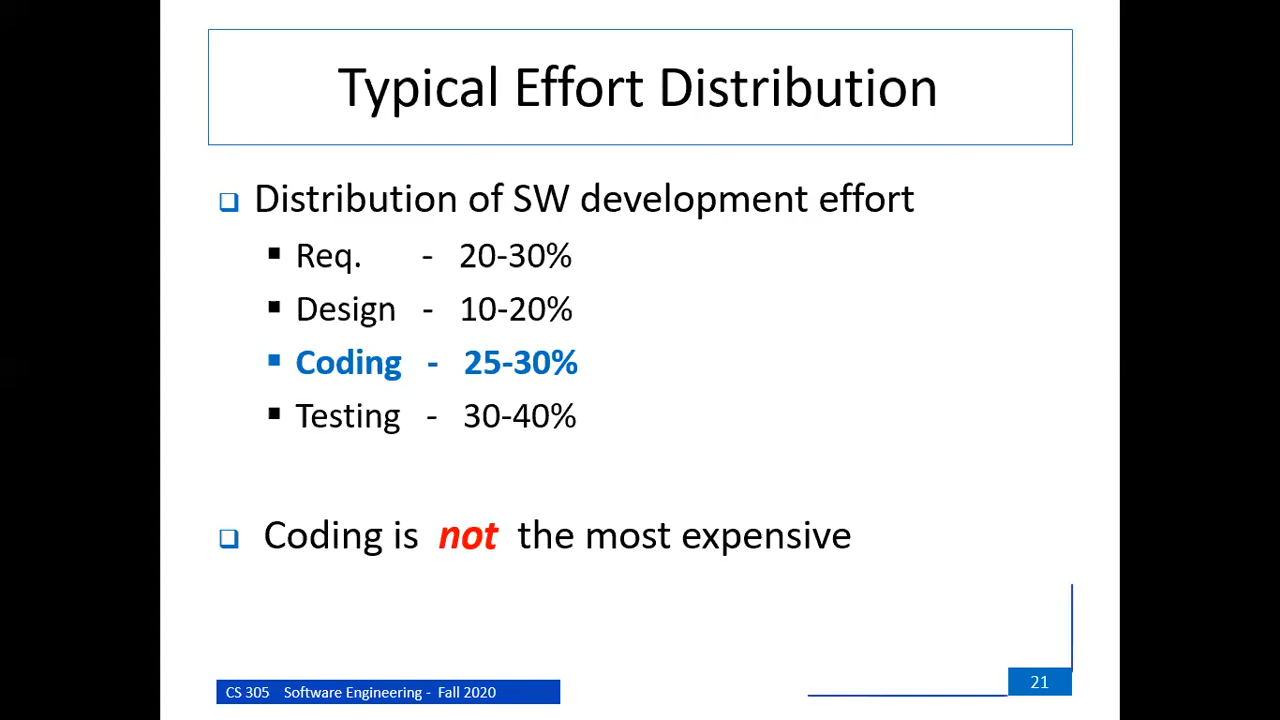 Typical Effort Distribution
Distribution of SW development effort
Req. - 20-30%
Design - 10-20%
Coding - 25-30%
Testing - 30-40%
Coding is not the most expensive
CS 305 Software Engineering - Fall 2020
21